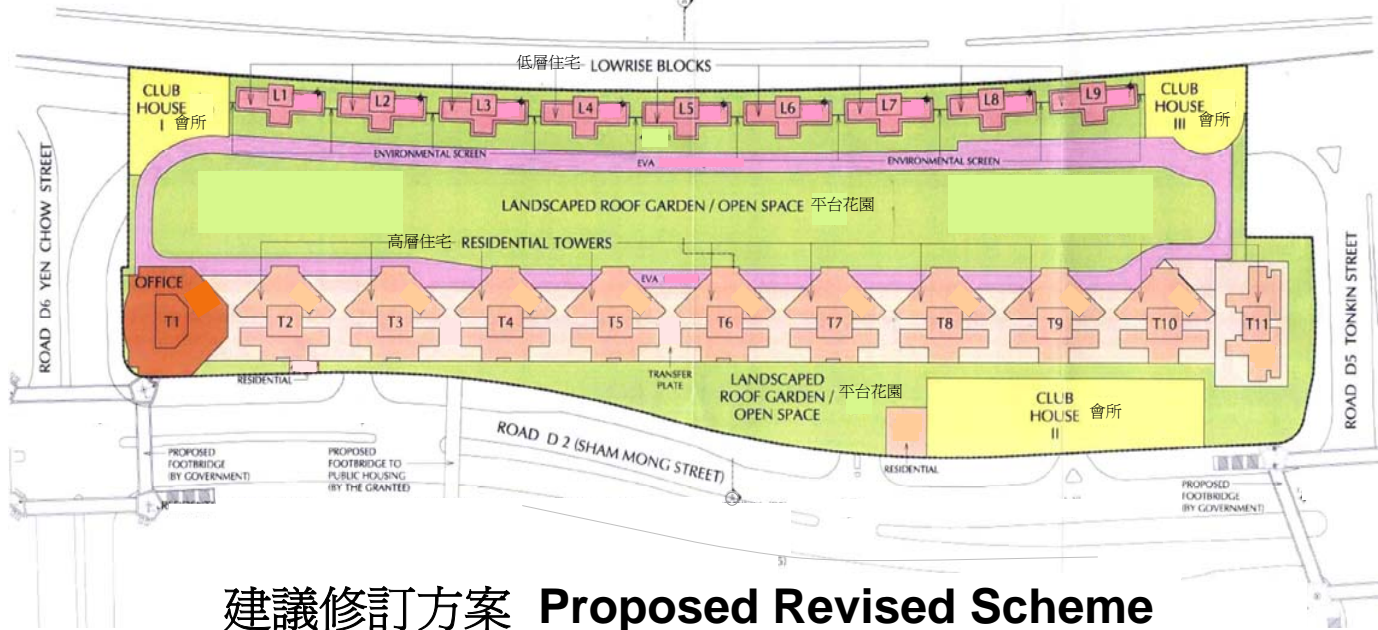 低層住宅 LOWRISE BLOCKS
CLUB
HOUSE
I 會所
L1
L2
L3
L4
L5
L6
L7
L8
L9
CLUB
HOUSE
III 會所
ENVIRONMENTAL SCREEN
EVA
ENVIRONMENTAL SCREEN
ROAD D6 YEN CHOW STREET
LANDSCAPED ROOF GARDEN / OPEN SPACE 平台花園
高層住宅 RESIDENTIAL TOWERS
ROAD D5 TONKIN STREET
EVA
OFFICE
T1
T2
T3
T4
T5
T6
T7
T8
T9
T10
T11
RESIDENTIAL
TRANSFER
PLATE
LANDSCAPED
ROOF GARDEN / 平台花園
OPEN SPACE
CLUB
HOUSE 會所
II
ROAD D 2 (SHAM MONG STREET)
RESIDENTIAL
PROPOSED
FOOTBRIDGE
(BY GOVERNMENT)
PROPOSED
FOOTBRIDGE TO
PUBLIC HOUSING
(BY THE GRANTEE)
PROPOSED
FOOTBRIDGE
(BY GOVERNMENT)
建議修訂方案 Proposed Revised Scheme